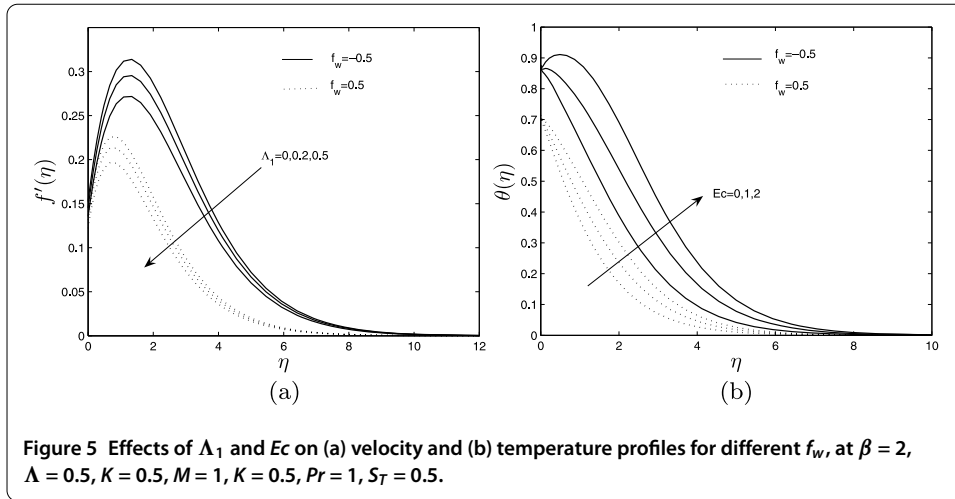 f_w=−0.5
f_w=0.5
Λ_1=0,0.2,0.5
f′(η)
0.3
0.25
0.2
0.15
0.1
0.05
0
0 2 4 6 8 10 12
η
(a)
f_w=−0.5
f_w=0.5
Ec=0,1,2
θ(η)
1
0.9
0.8
0.7
0.6
0.5
0.4
0.3
0.2
0.1
0
0 2 4 6 8 10
η
(b)
Figure 5 Effects of Λ_1 and Ec on (a) velocity and (b) temperature profiles for different f_w, at β = 2,
Λ = 0.5, K = 0.5, M = 1, K = 0.5, Pr = 1, S_T = 0.5.